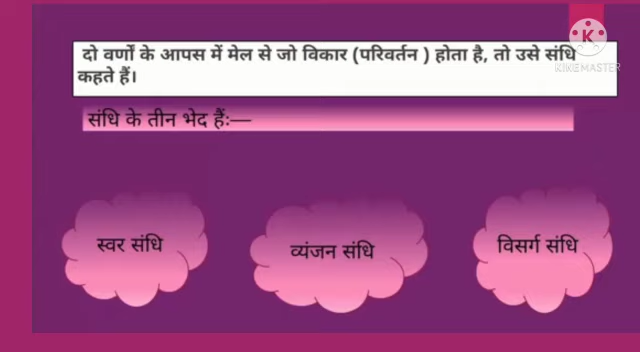 K
KINEMASTER
दो वर्णों के आपस में मेल से जो विकार (परिवर्तन ) होता है, तो उसे संधि
कहते हैं।
संधि के तीन भेद हैं:—
स्वर संधि
व्यंजन संधि
विसर्ग संधि